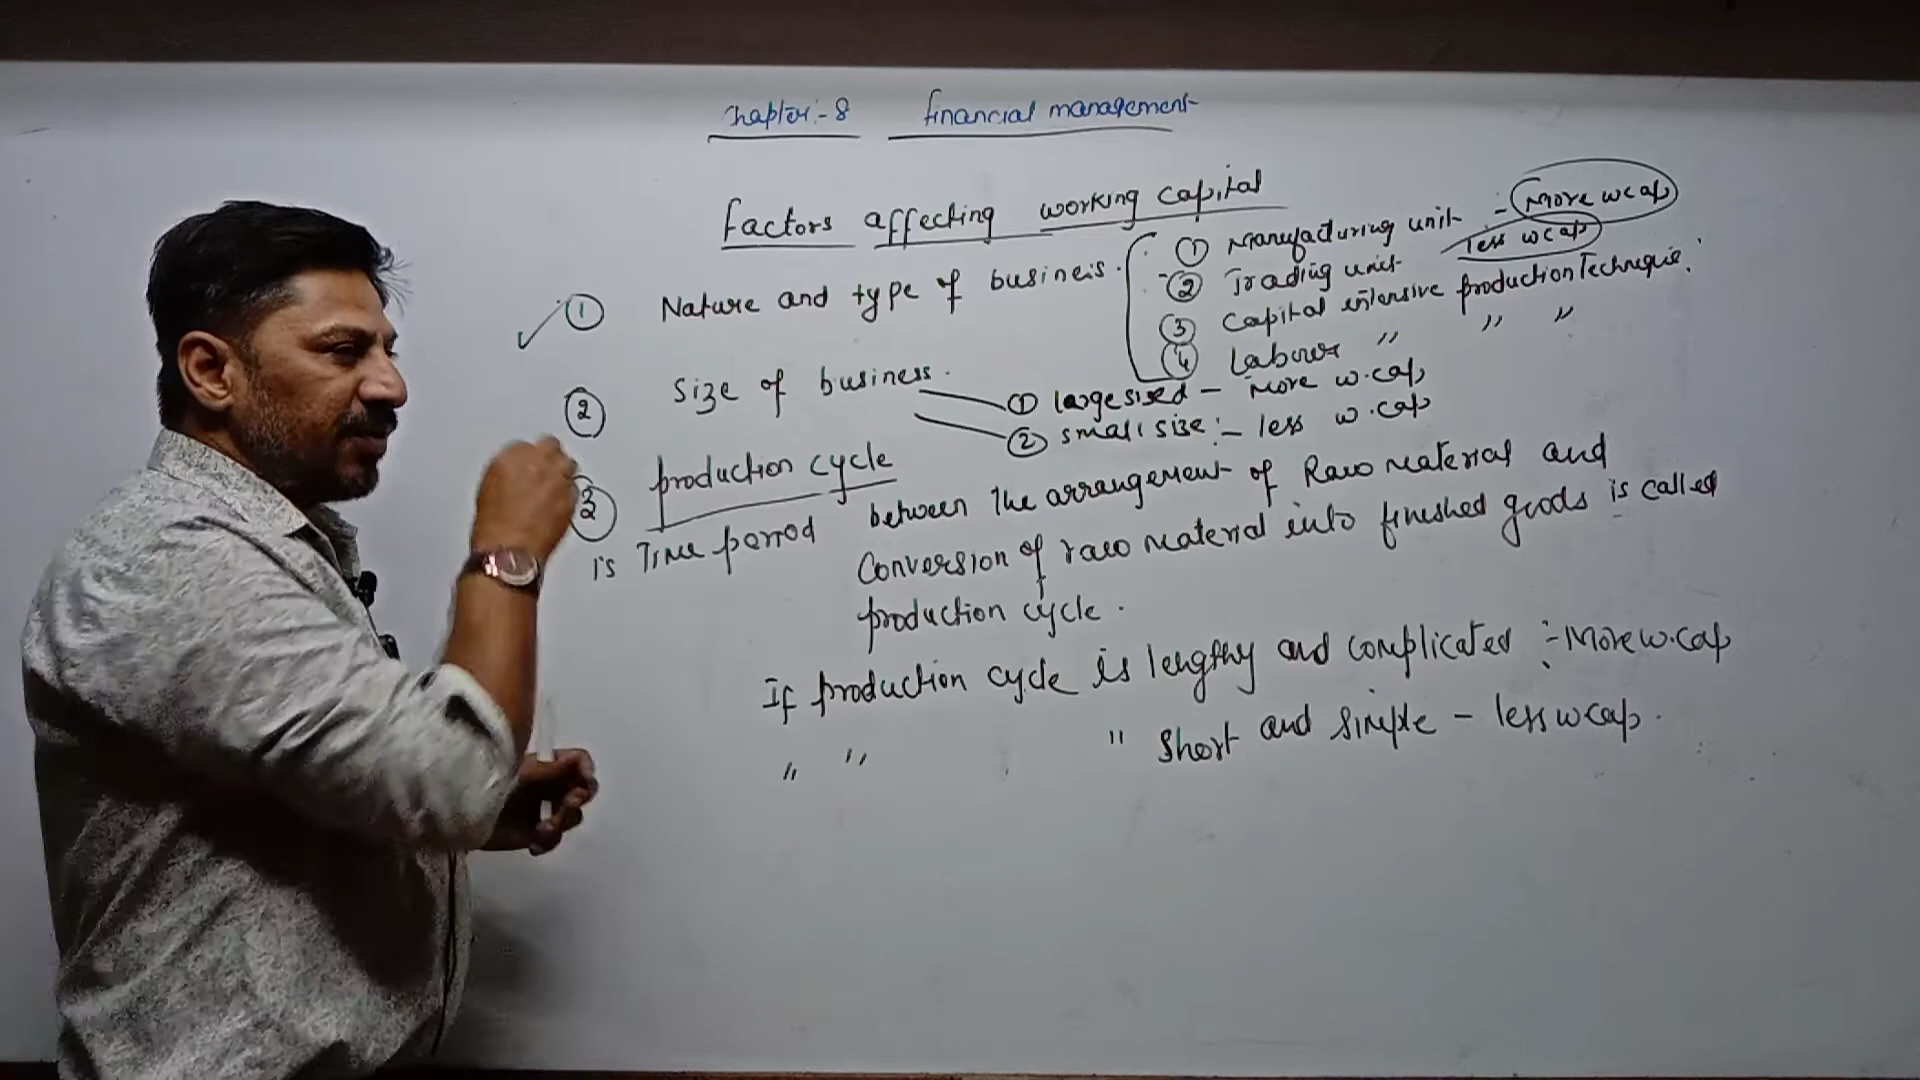 Chapter:- 8 Financial management
Factors affecting working capital
① Nature and type of business.
① Manufacturing unit - More w cap
② Trading unit less w cap
③ Capital intensive production Technique.
④ Labour " " "
② Size of business.
① large sized - More w.cap
② small size :- less w.cap
③ production cycle
is Time period between the arrangement of Raw material and
Conversion of raw material into finished goods is called
production cycle.
If production cycle is lengthy and complicated :- More w.cap
" " " Short and simple - less w cap.